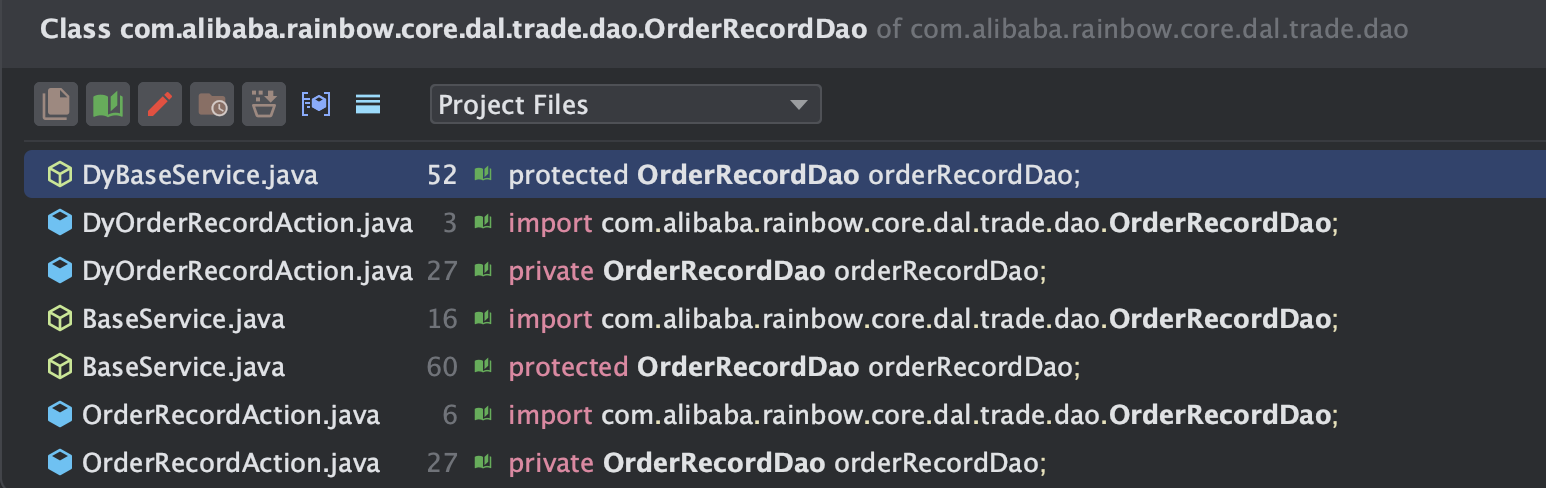 Class com.alibaba.rainbow.core.dal.trade.dao.OrderRecordDao of com.alibaba.rainbow.core.dal.trade.dao
Project Files
DyBaseService.java 52 protected OrderRecordDao orderRecordDao;
DyOrderRecordAction.java 3 import com.alibaba.rainbow.core.dal.trade.dao.OrderRecordDao;
DyOrderRecordAction.java 27 private OrderRecordDao orderRecordDao;
BaseService.java 16 import com.alibaba.rainbow.core.dal.trade.dao.OrderRecordDao;
BaseService.java 60 protected OrderRecordDao orderRecordDao;
OrderRecordAction.java 6 import com.alibaba.rainbow.core.dal.trade.dao.OrderRecordDao;
OrderRecordAction.java 27 private OrderRecordDao orderRecordDao;